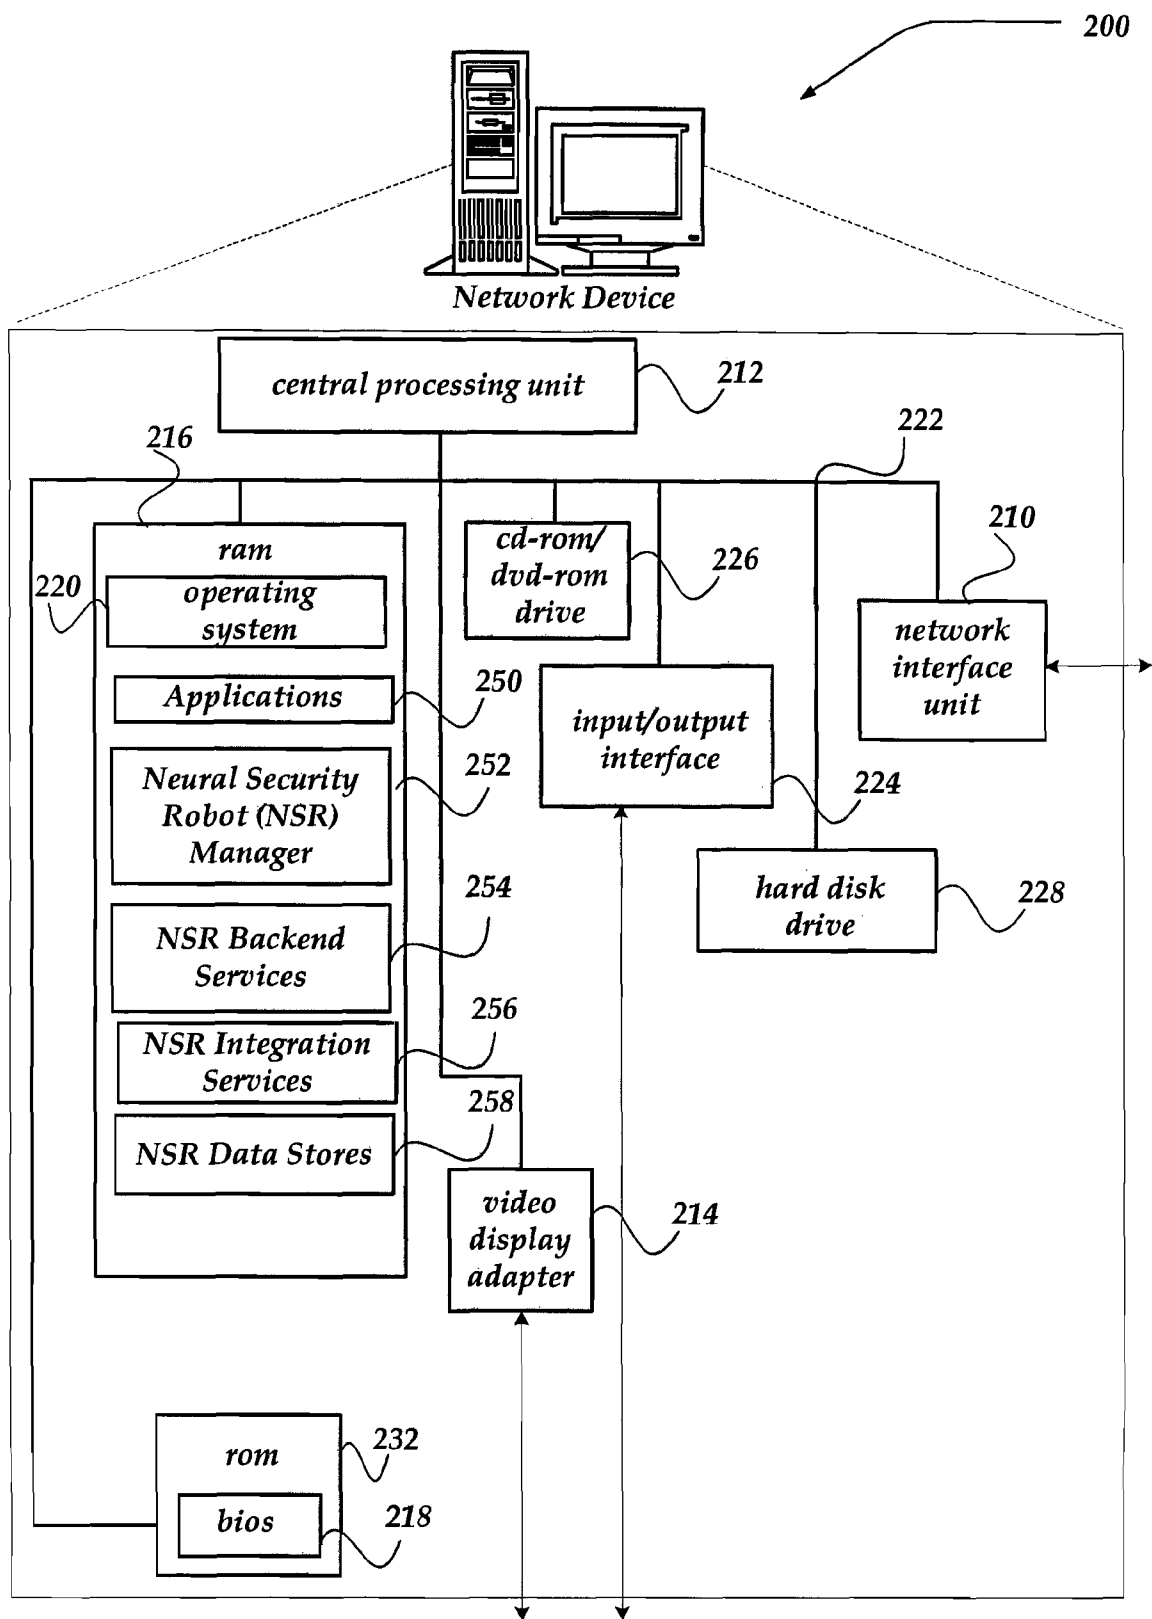 200
Network Device
central processing unit
212
216
222
ram
220
operating
system
cd-rom/
dvd-rom
drive
226
210
network
interface
unit
Applications
250
input/output
interface
224
Neural Security
Robot (NSR)
Manager
252
hard disk
drive
228
NSR Backend
Services
254
NSR Integration
Services
256
NSR Data Stores
258
video
display
adapter
214
rom
232
bios
218